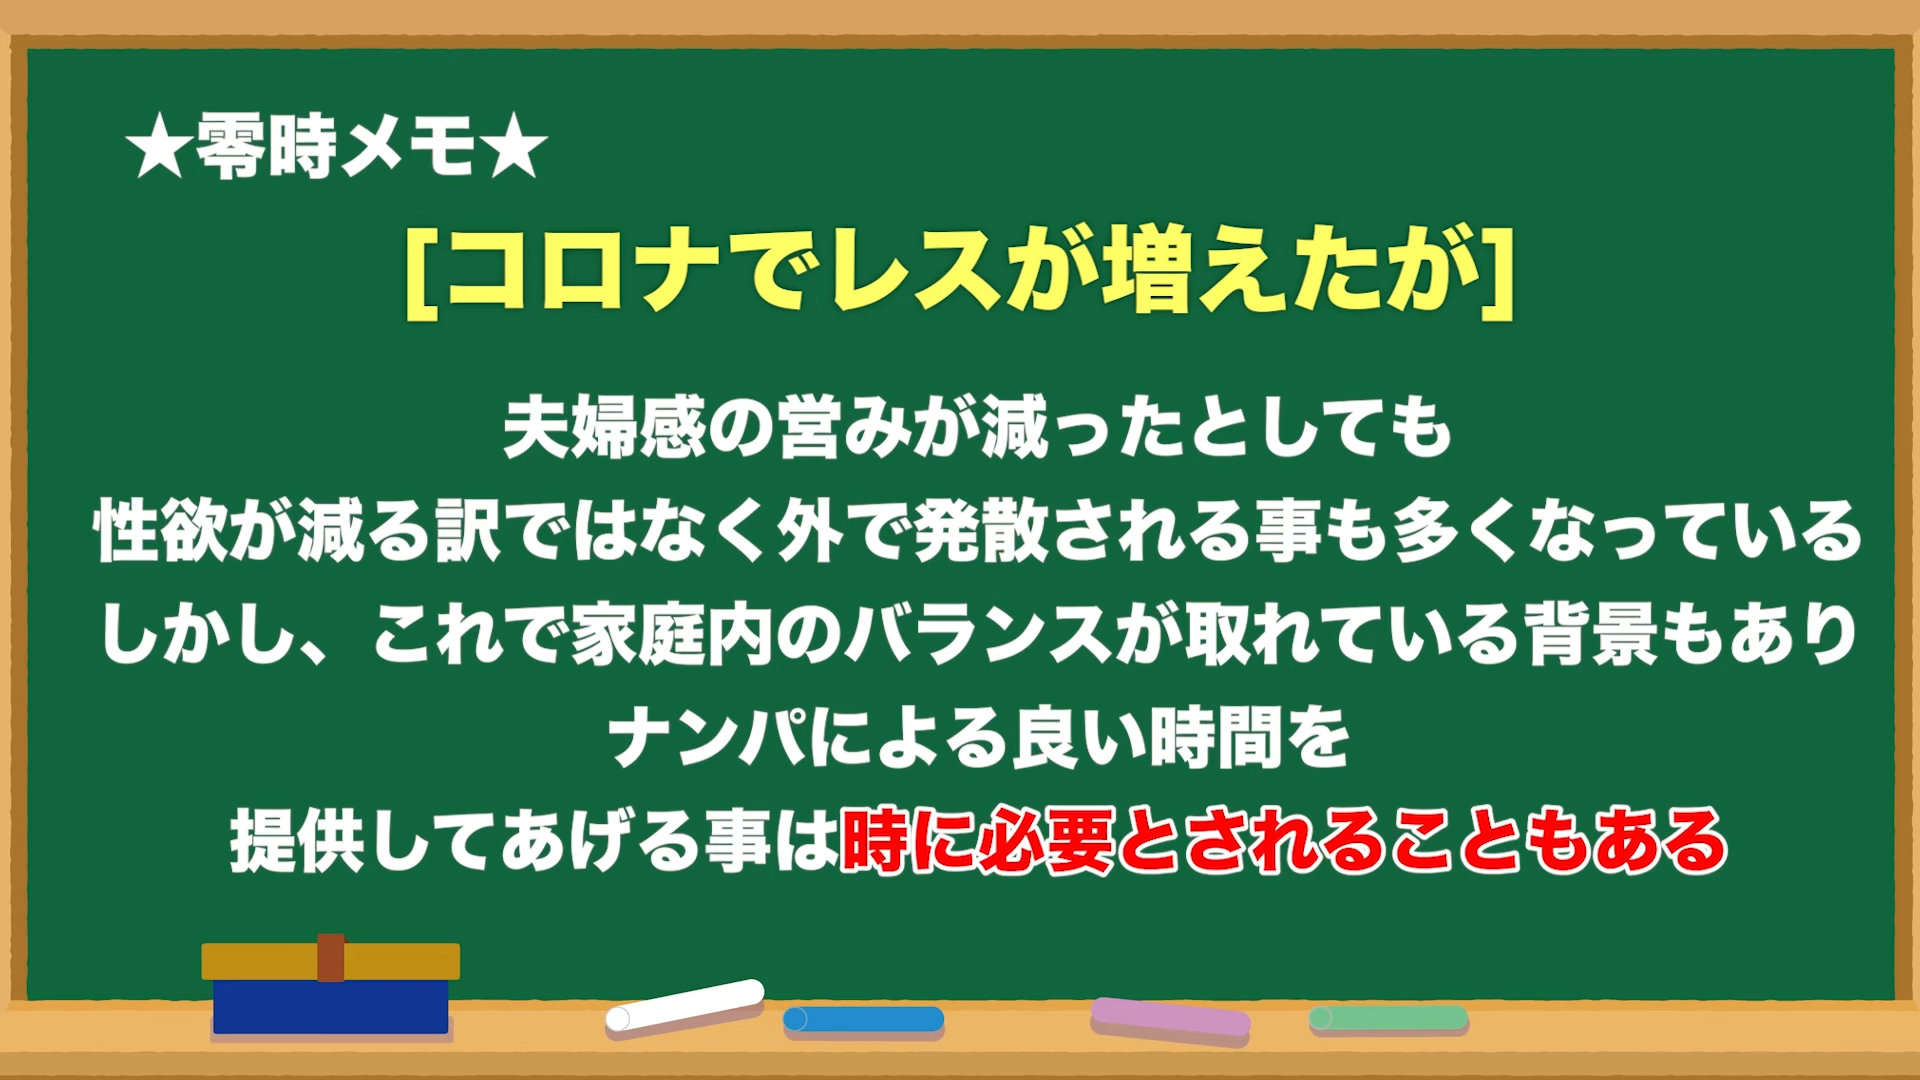 ★零時メモ★
[コロナでレスが増えたが]
夫婦感の営みが減ったとしても
性欲が減る訳ではなく外で発散される事も多くなっている
しかし、これで家庭内のバランスが取れている背景もあり
ナンパによる良い時間を
提供してあげる事は時に必要とされることもある